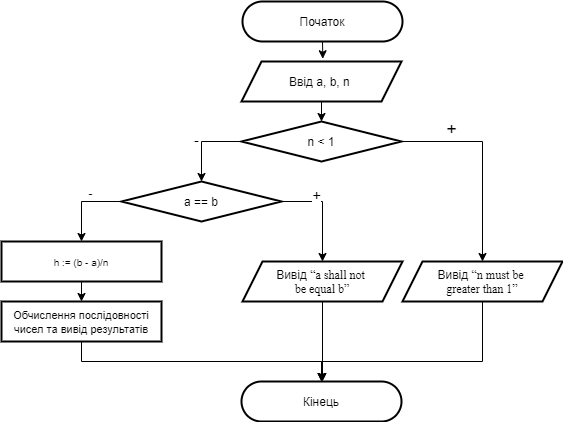 Початок
Ввід a, b, n
n < 1
-
+
a == b
-
+
h := (b - a)/n
Вивід “a shall not
be equal b”
Вивід “n must be
greater than 1”
Обчислення послідовності
чисел та вивід результатів
Кінець